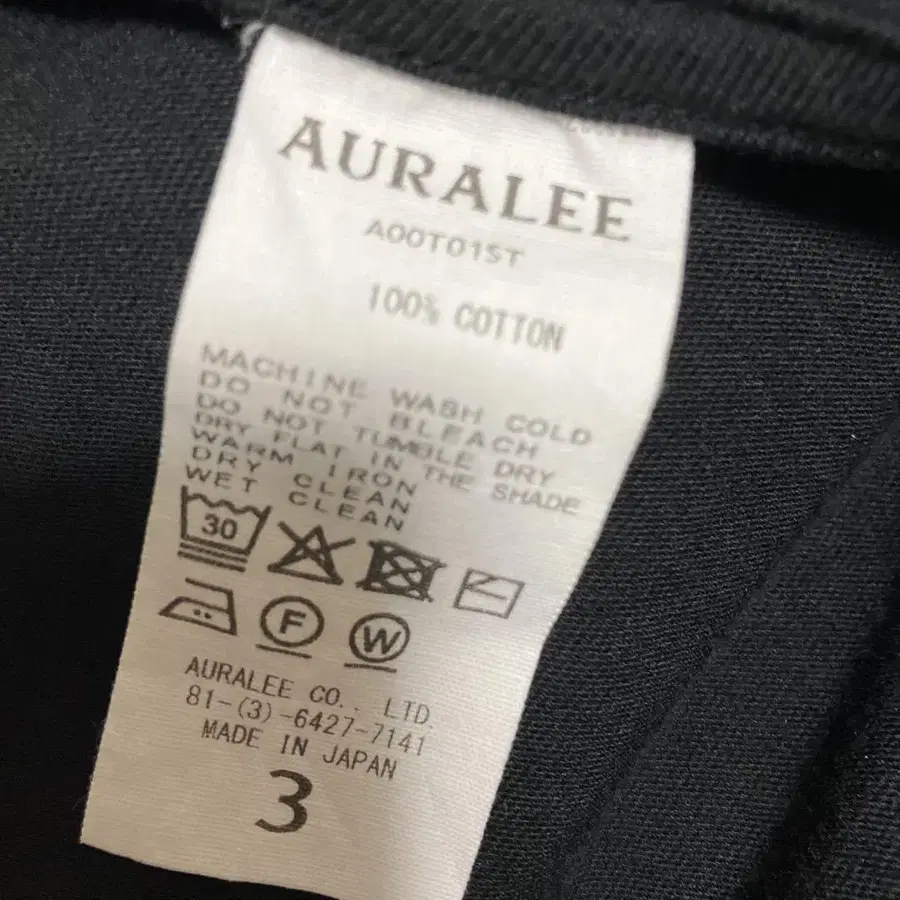 AURALEE
A00T01ST
100% COTTON
MACHINE WASH COLD
DO NOT BLEACH
DO NOT TUMBLE DRY
DRY FLAT IN THE SHADE
WARM IRON
DRY CLEAN
WET CLEAN
30
F
W
AURALEE CO., LTD.
81-(3)-6427-7141
MADE IN JAPAN
3